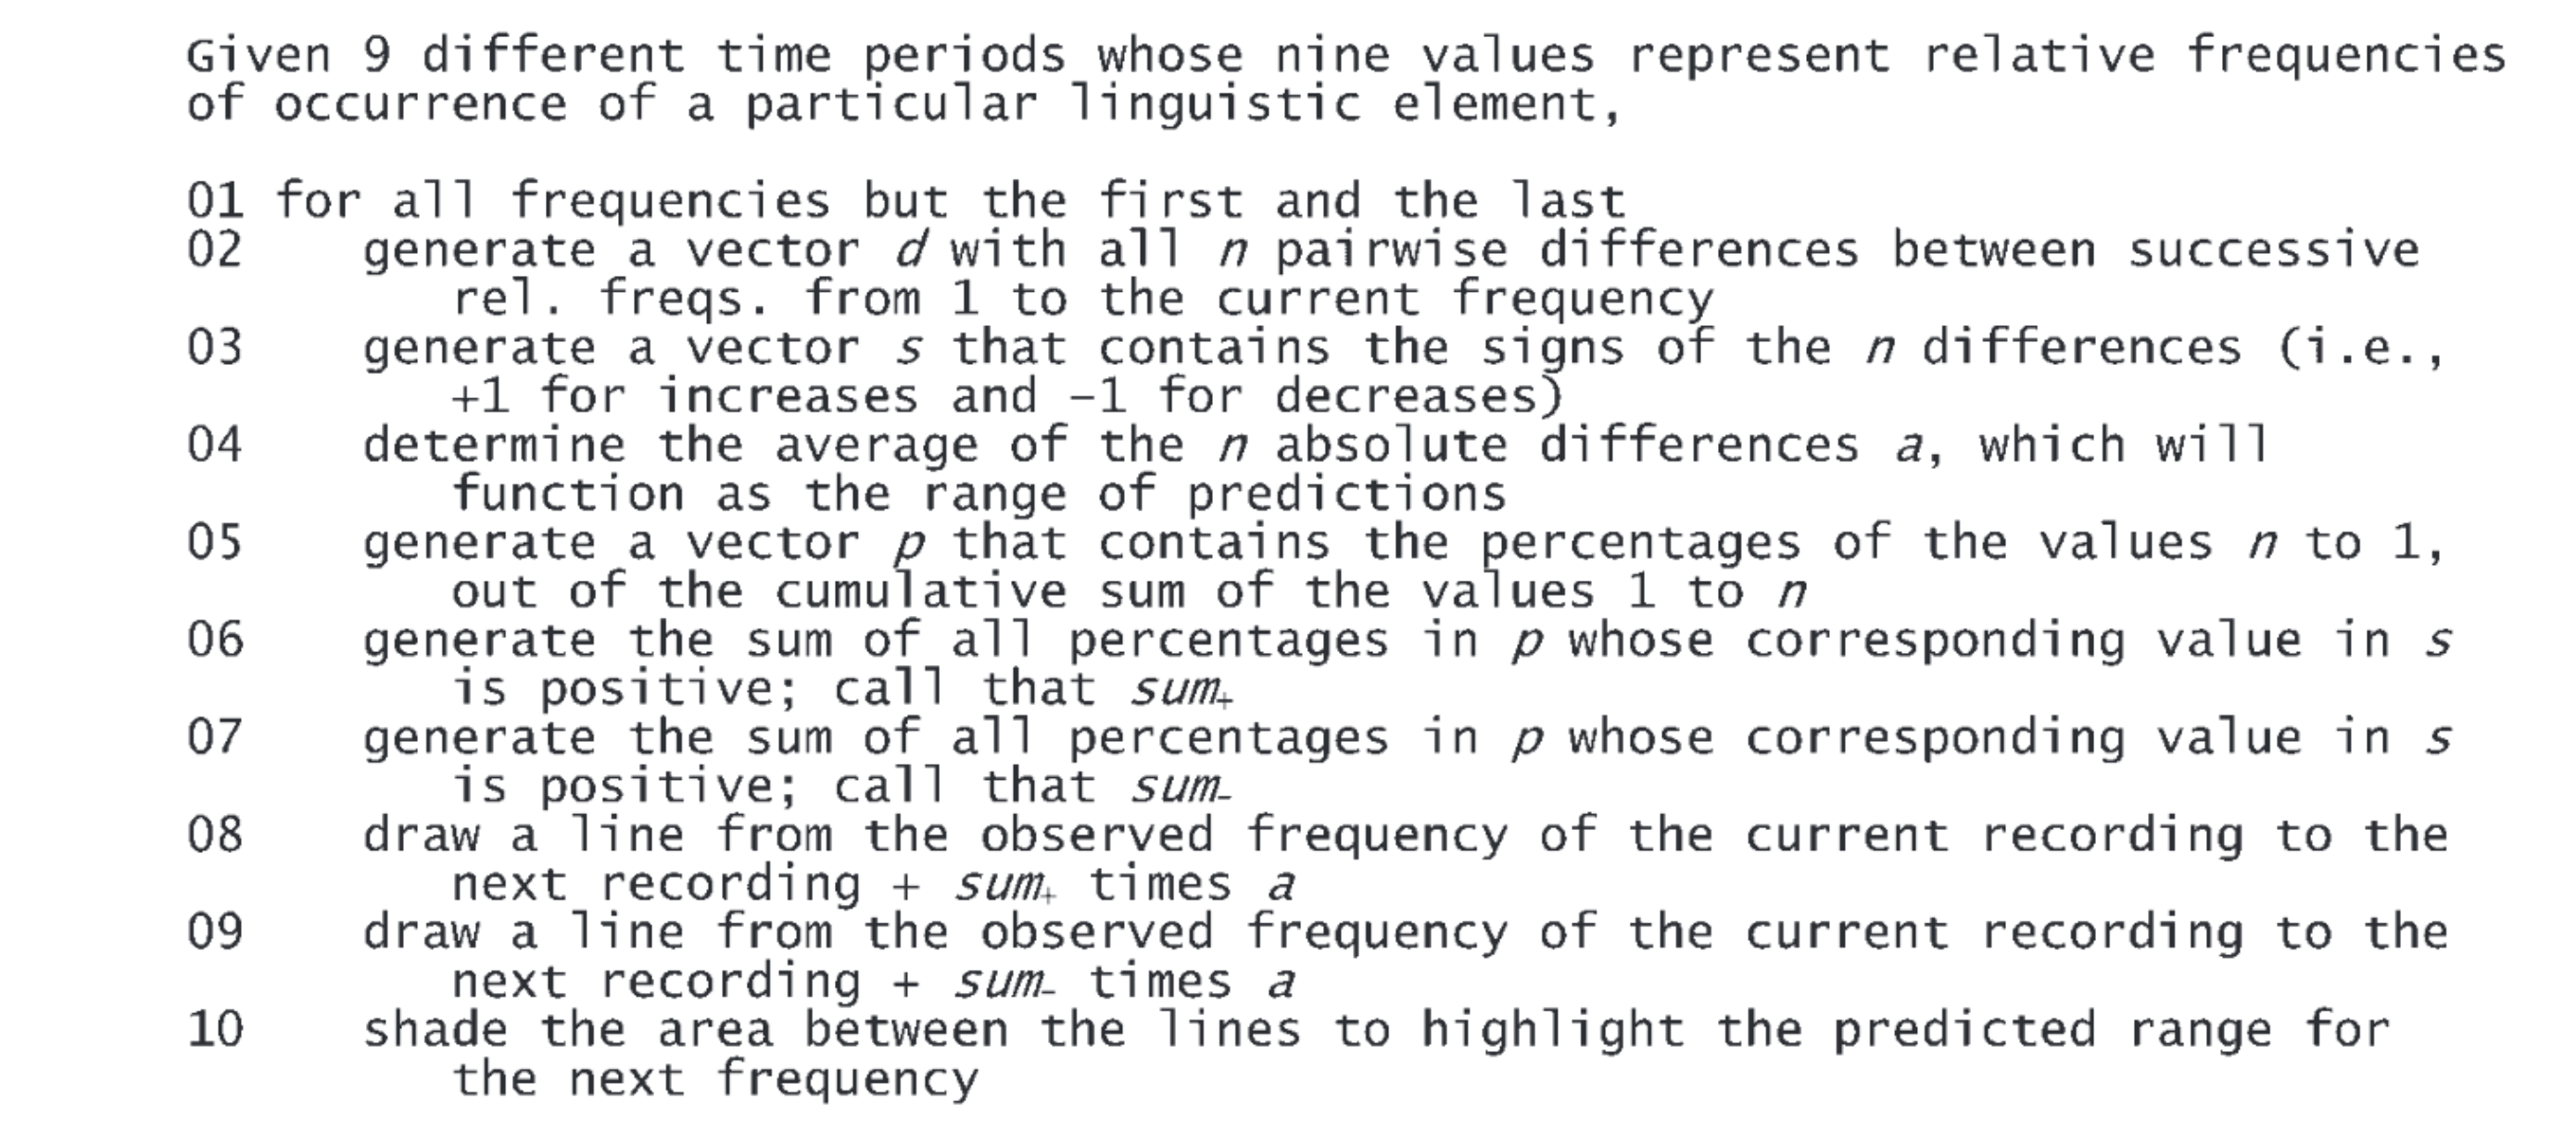 Given 9 different time periods whose nine values represent relative frequencies
of occurrence of a particular linguistic element,
01 for all frequencies but the first and the last
02 generate a vector d with all n pairwise differences between successive
rel. freqs. from 1 to the current frequency
03 generate a vector s that contains the signs of the n differences (i.e.,
+1 for increases and −1 for decreases)
04 determine the average of the n absolute differences a, which will
function as the range of predictions
05 generate a vector p that contains the percentages of the values n to 1,
out of the cumulative sum of the values 1 to n
06 generate the sum of all percentages in p whose corresponding value in s
is positive; call that sum+
07 generate the sum of all percentages in p whose corresponding value in s
is positive; call that sum-
08 draw a line from the observed frequency of the current recording to the
next recording + sum+ times a
09 draw a line from the observed frequency of the current recording to the
next recording + sum- times a
10 shade the area between the lines to highlight the predicted range for
the next frequency